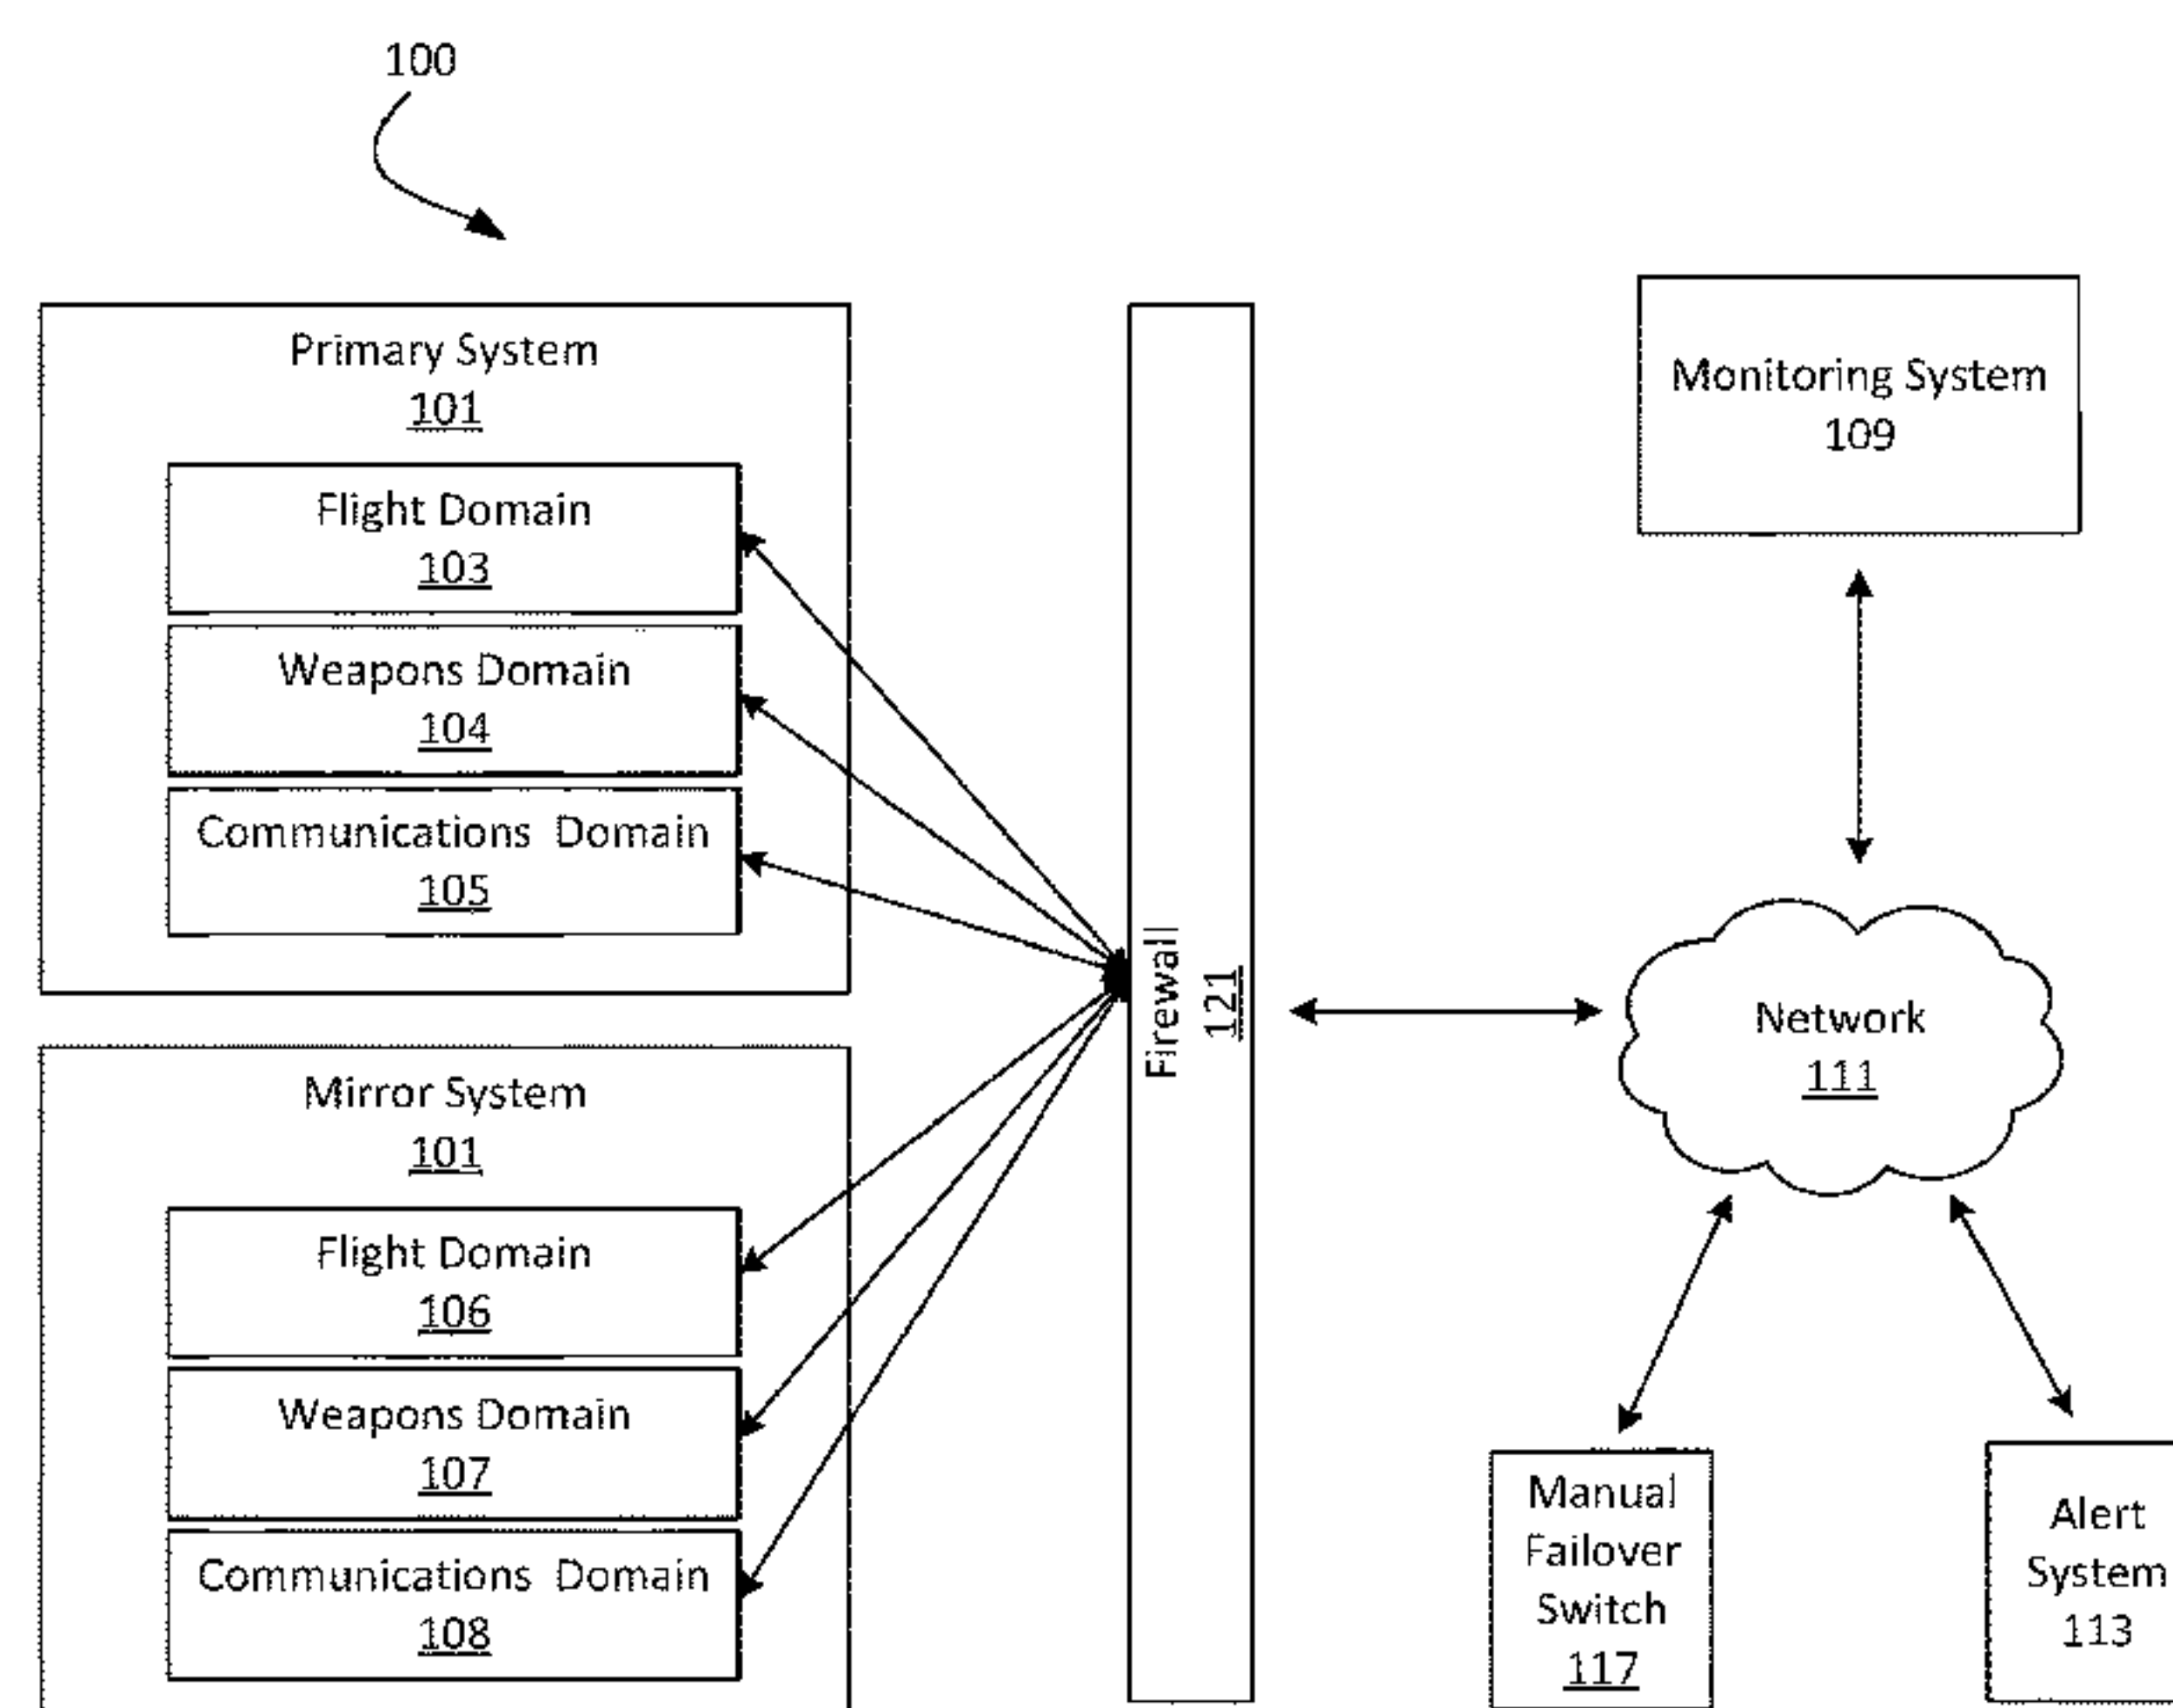 100
Primary System
101
Flight Domain
103
Weapons Domain
104
Communications Domain
105
Mirror System
101
Flight Domain
106
Weapons Domain
107
Communications Domain
108
Firewall
121
Monitoring System
109
Network
111
Manual
Failover
Switch
117
Alert
System
113